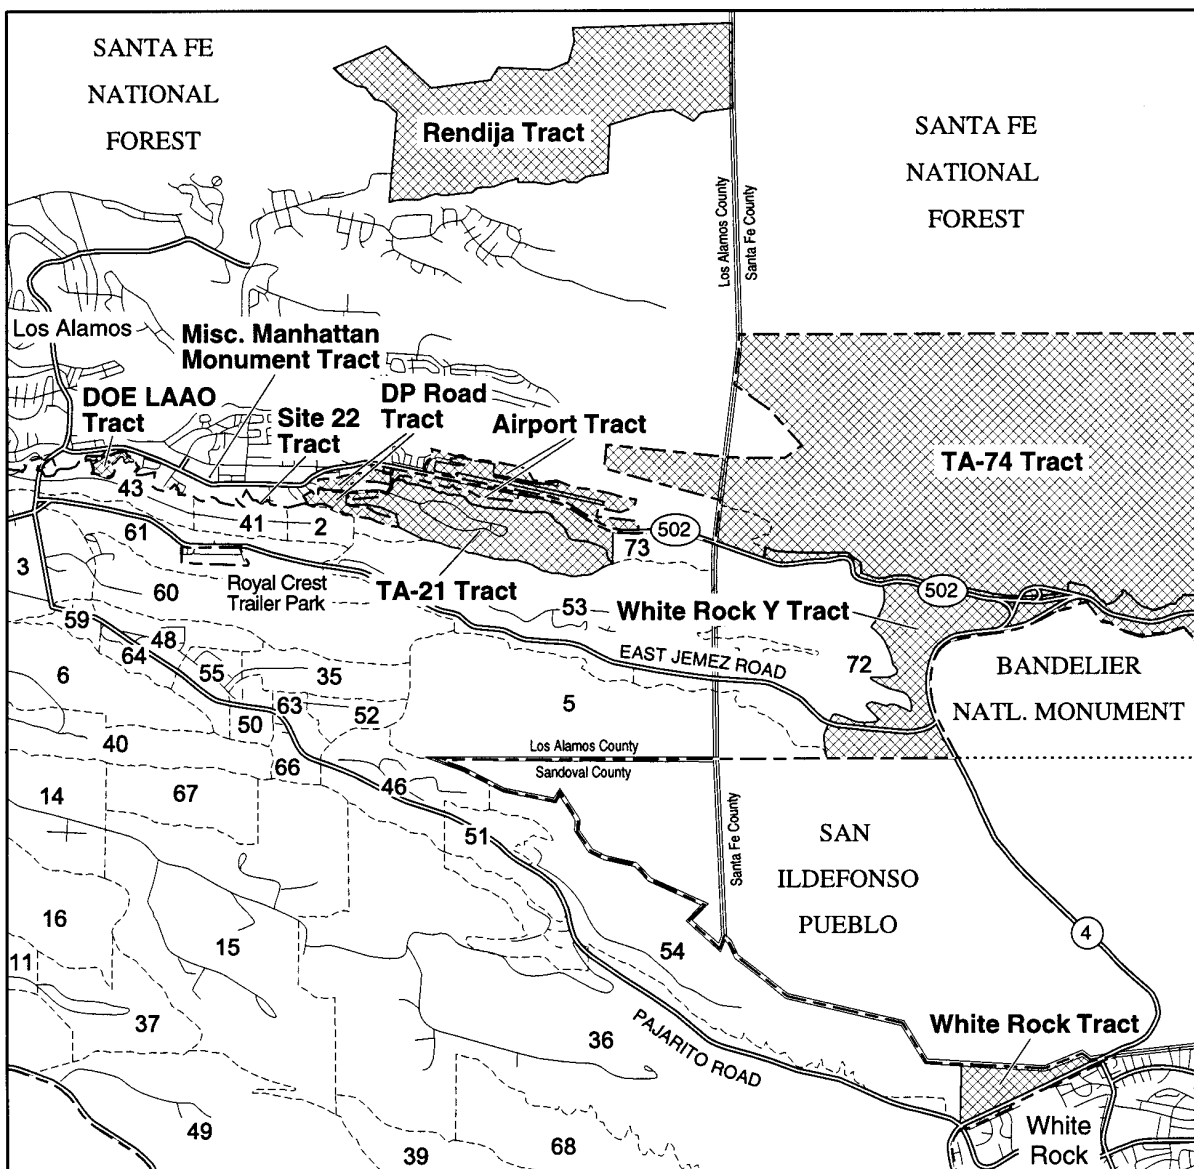 SANTA FE
NATIONAL
FOREST
Rendija Tract
SANTA FE
NATIONAL
FOREST
Los Alamos County
Santa Fe County
Los Alamos
Misc. Manhattan
Monument Tract
DOE LAAO
Tract
Site 22
Tract
DP Road
Tract
Airport Tract
TA-74 Tract
43
41
2
61
502
73
3
60
Royal Crest
Trailer Park
TA-21 Tract
53
White Rock Y Tract
502
59
48
64
55
35
EAST JEMEZ ROAD
72
BANDELIER
NATL. MONUMENT
6
63
52
50
5
40
66
Los Alamos County
Sandoval County
46
14
67
51
Santa Fe County
SAN
ILDEFONSO
PUEBLO
16
15
54
4
11
37
36
PAJARITO ROAD
White Rock Tract
49
39
68
White
Rock